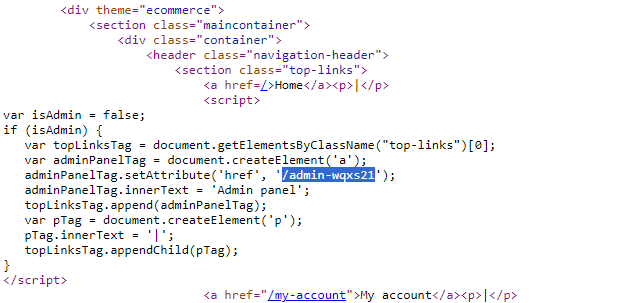 <div theme="ecommerce">
<section class="maincontainer">
<div class="container">
<header class="navigation-header">
<section class="top-links">
<a href=/>Home</a><p>|</p>
<script>
var isAdmin = false;
if (isAdmin) {
var topLinksTag = document.getElementsByClassName("top-links")[0];
var adminPanelTag = document.createElement('a');
adminPanelTag.setAttribute('href', '/admin-wqxs21');
adminPanelTag.innerText = 'Admin panel';
topLinksTag.append(adminPanelTag);
var pTag = document.createElement('p');
pTag.innerText = '|';
topLinksTag.appendChild(pTag);
}
</script>
<a href="/my-account">My account</a><p>|</p>